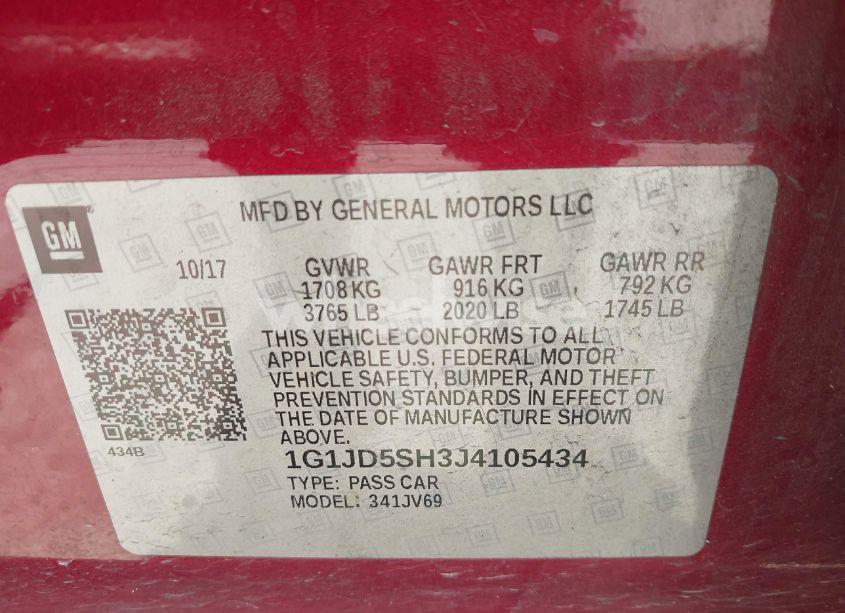 GM
MFD BY GENERAL MOTORS LLC
10/17 GVWR GAWR FRT GAWR RR
1708 KG 916 KG 792 KG
3765 LB 2020 LB 1745 LB
THIS VEHICLE CONFORMS TO ALL
APPLICABLE U.S. FEDERAL MOTOR
VEHICLE SAFETY, BUMPER, AND THEFT
PREVENTION STANDARDS IN EFFECT ON
THE DATE OF MANUFACTURE SHOWN
ABOVE.
434B
1G1JD5SH3J4105434
TYPE: PASS CAR
MODEL: 341JV69